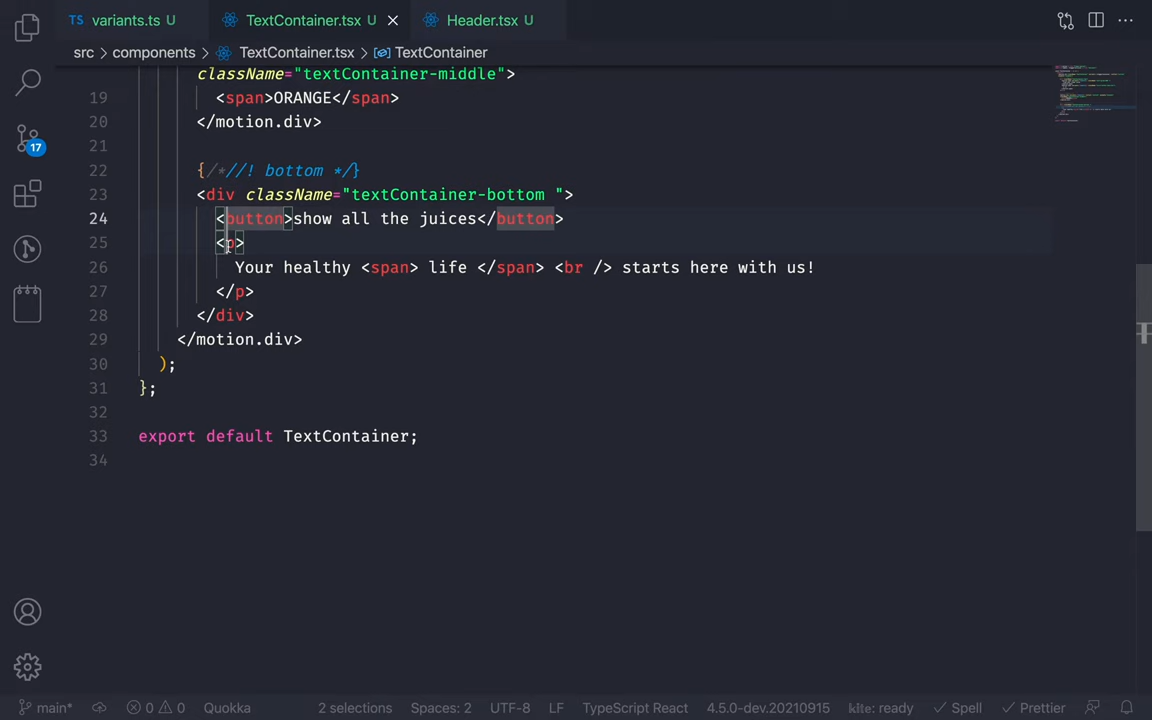 TS variants.ts U TextContainer.tsx U × Header.tsx U ···
src > components > TextContainer.tsx > TextContainer
className="textContainer-middle">
19 <span>ORANGE</span>
20 </motion.div>
21
22 {/*//! bottom */}
23 <div className="textContainer-bottom ">
24 <button>show all the juices</button>
25 <p>
26 Your healthy <span> life </span> <br /> starts here with us!
27 </p>
28 </div>
29 </motion.div>
30 );
31 };
32
33 export default TextContainer;
34
17
main* 0 0 Quokka 2 selections Spaces: 2 UTF-8 LF TypeScript React 4.5.0-dev.20210915 kite: ready Spell Prettier